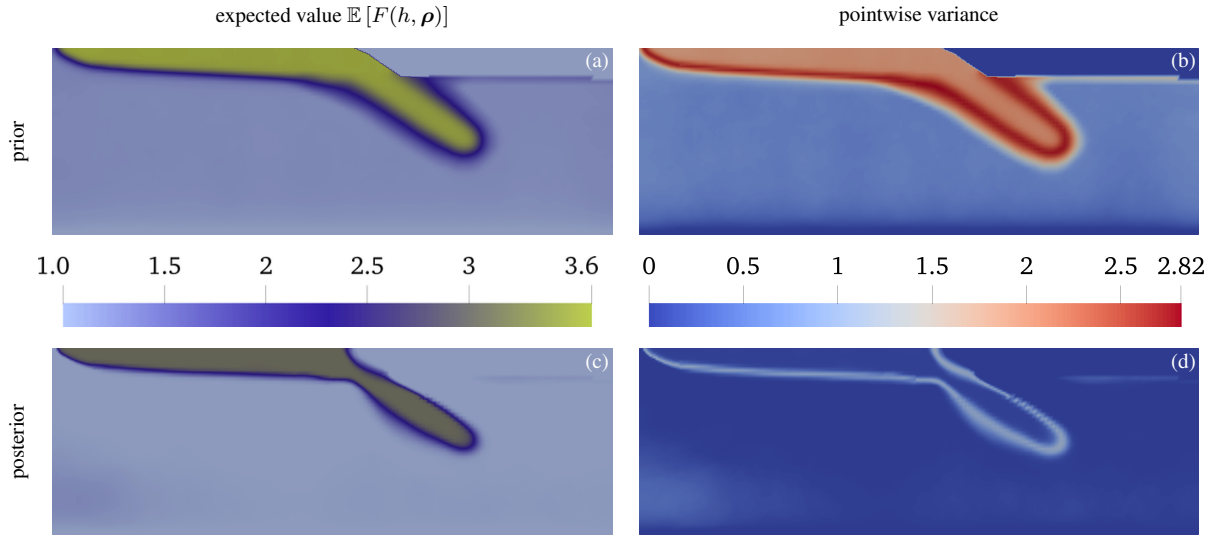 expected value 𝔼 [F(h, ρ)]
pointwise variance
prior
(a)
(b)
1.0 1.5 2 2.5 3 3.6
0 0.5 1 1.5 2 2.5 2.82
posterior
(c)
(d)